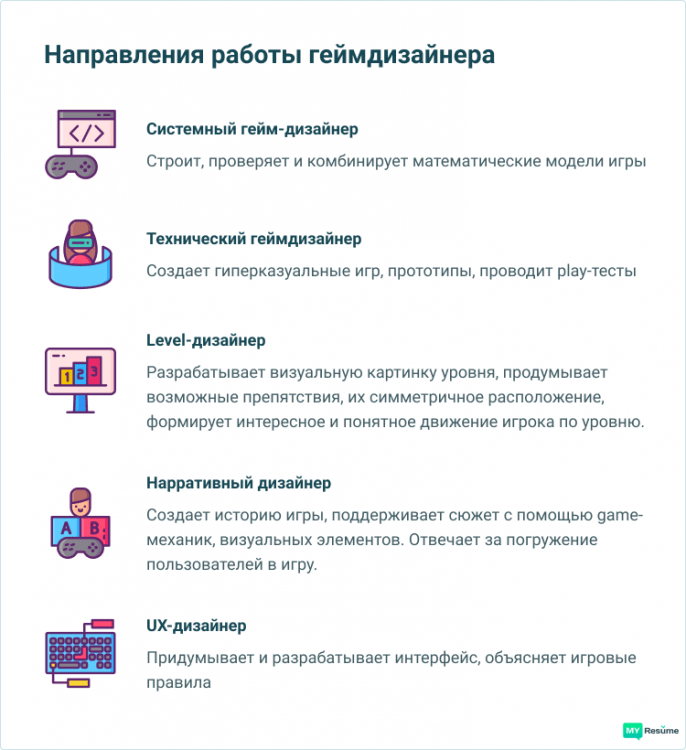 Направления работы геймдизайнера
Системный гейм-дизайнер
Строит, проверяет и комбинирует математические модели игры
Технический геймдизайнер
Создает гиперказуальные игр, прототипы, проводит play-тесты
Level-дизайнер
Разрабатывает визуальную картинку уровня, продумывает
возможные препятствия, их симметричное расположение,
формирует интересное и понятное движение игрока по уровню.
1 2 3
Нарративный дизайнер
Создает историю игры, поддерживает сюжет с помощью game-
механик, визуальных элементов. Отвечает за погружение
пользователей в игру.
A B
UX-дизайнер
Придумывает и разрабатывает интерфейс, объясняет игровые
правила
MY Resume